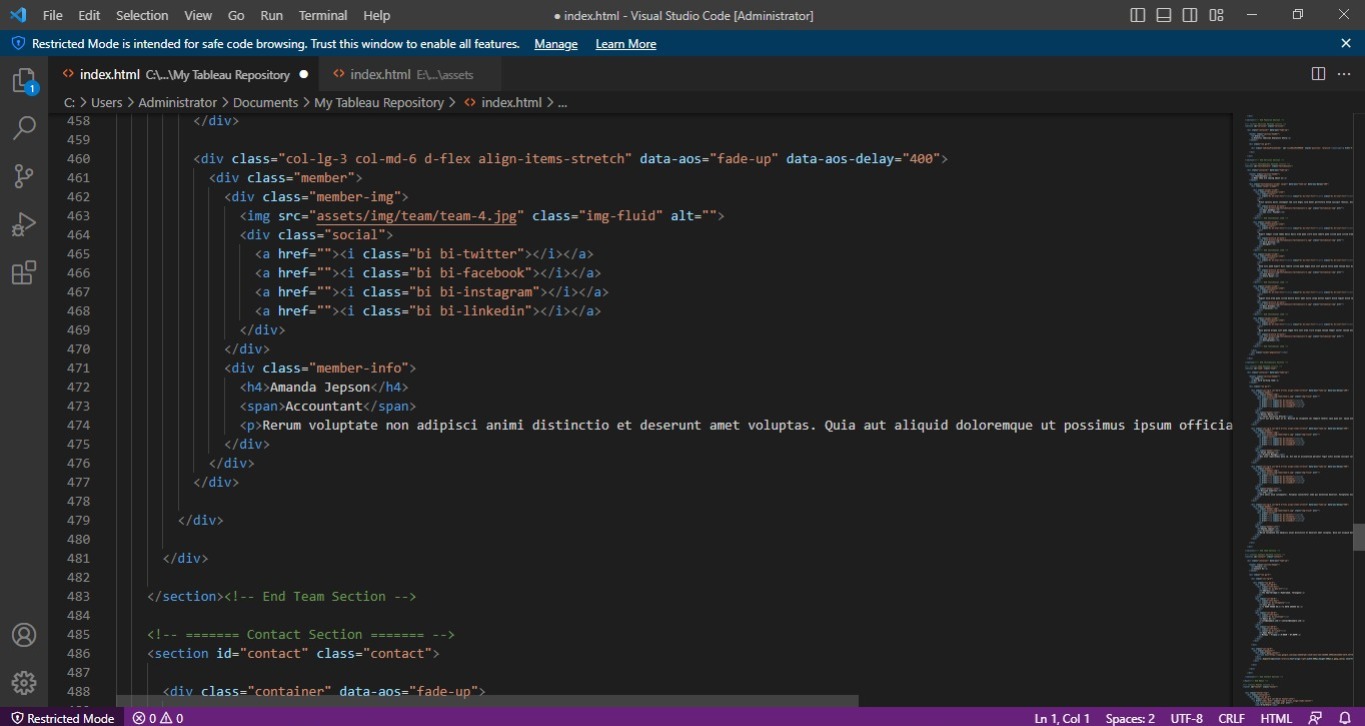 File Edit Selection View Go Run Terminal Help
● index.html - Visual Studio Code [Administrator]
Restricted Mode is intended for safe code browsing. Trust this window to enable all features. Manage Learn More
index.html C:\...\My Tableau Repository ●
index.html E:\...\assets
C: > Users > Administrator > Documents > My Tableau Repository > <> index.html > ...
1
458 </div>
459
460 <div class="col-lg-3 col-md-6 d-flex align-items-stretch" data-aos="fade-up" data-aos-delay="400">
461 <div class="member">
462 <div class="member-img">
463 <img src="assets/img/team/team-4.jpg" class="img-fluid" alt="">
464 <div class="social">
465 <a href=""><i class="bi bi-twitter"></i></a>
466 <a href=""><i class="bi bi-facebook"></i></a>
467 <a href=""><i class="bi bi-instagram"></i></a>
468 <a href=""><i class="bi bi-linkedin"></i></a>
469 </div>
470 </div>
471 <div class="member-info">
472 <h4>Amanda Jepson</h4>
473 <span>Accountant</span>
474 <p>Rerum voluptate non adipisci animi distinctio et deserunt amet voluptas. Quia aut aliquid doloremque ut possimus ipsum officia
475 </div>
476 </div>
477 </div>
478
479 </div>
480
481 </div>
482
483 </section><!-- End Team Section -->
484
485 <!-- ======= Contact Section ======= -->
486 <section id="contact" class="contact">
487
488 <div class="container" data-aos="fade-up">
Restricted Mode 0 0 Ln 1, Col 1 Spaces: 2 UTF-8 CRLF HTML